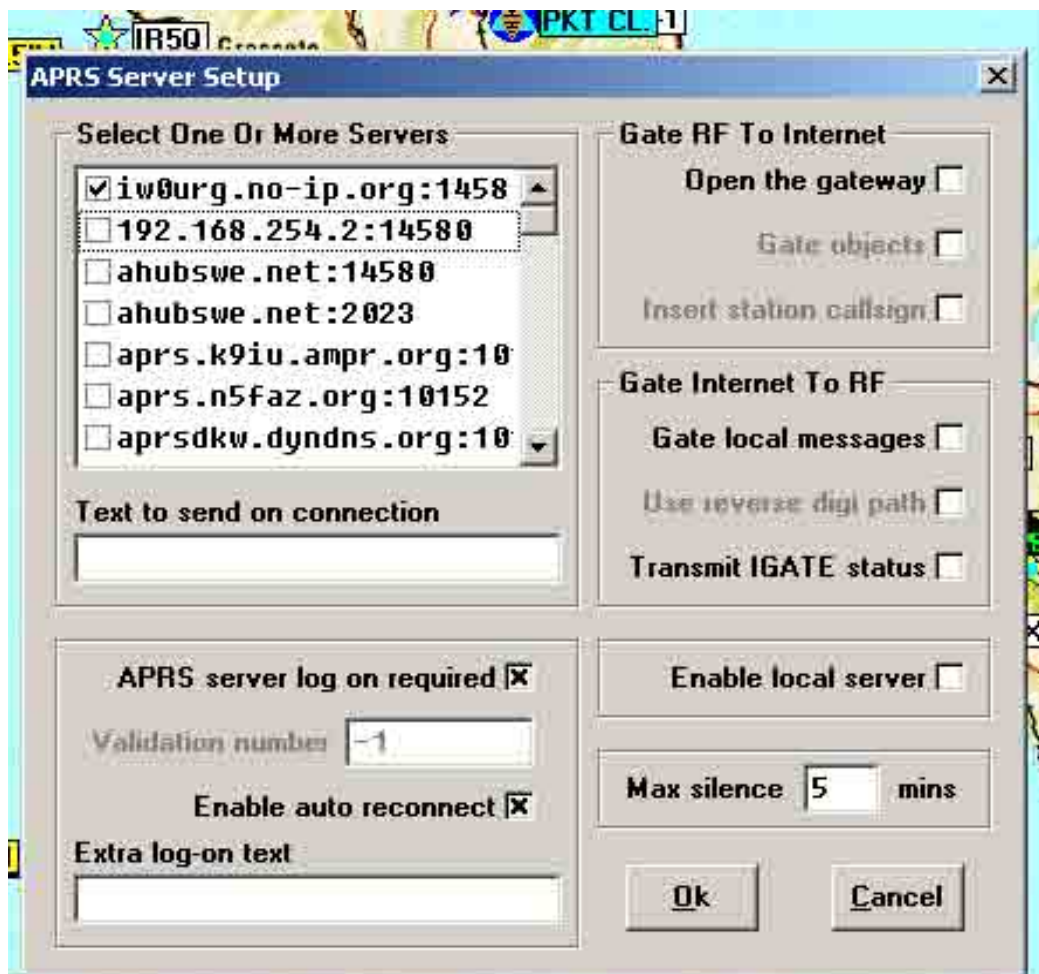 IR5Q Grosseto
PKT CL. -1
APRS Server Setup
Select One Or More Servers
iw0urg.no-ip.org:1458
192.168.254.2:14580
ahubswe.net:14580
ahubswe.net:2023
aprs.k9iu.ampr.org:10
aprs.n5faz.org:10152
aprsdkw.dyndns.org:10
Text to send on connection
APRS server log on required
Validation number -1
Enable auto reconnect
Extra log-on text
Gate RF To Internet
Open the gateway
Gate objects
Insert station callsign
Gate Internet To RF
Gate local messages
Use reverse digi path
Transmit IGATE status
Enable local server
Max silence 5 mins
Ok Cancel